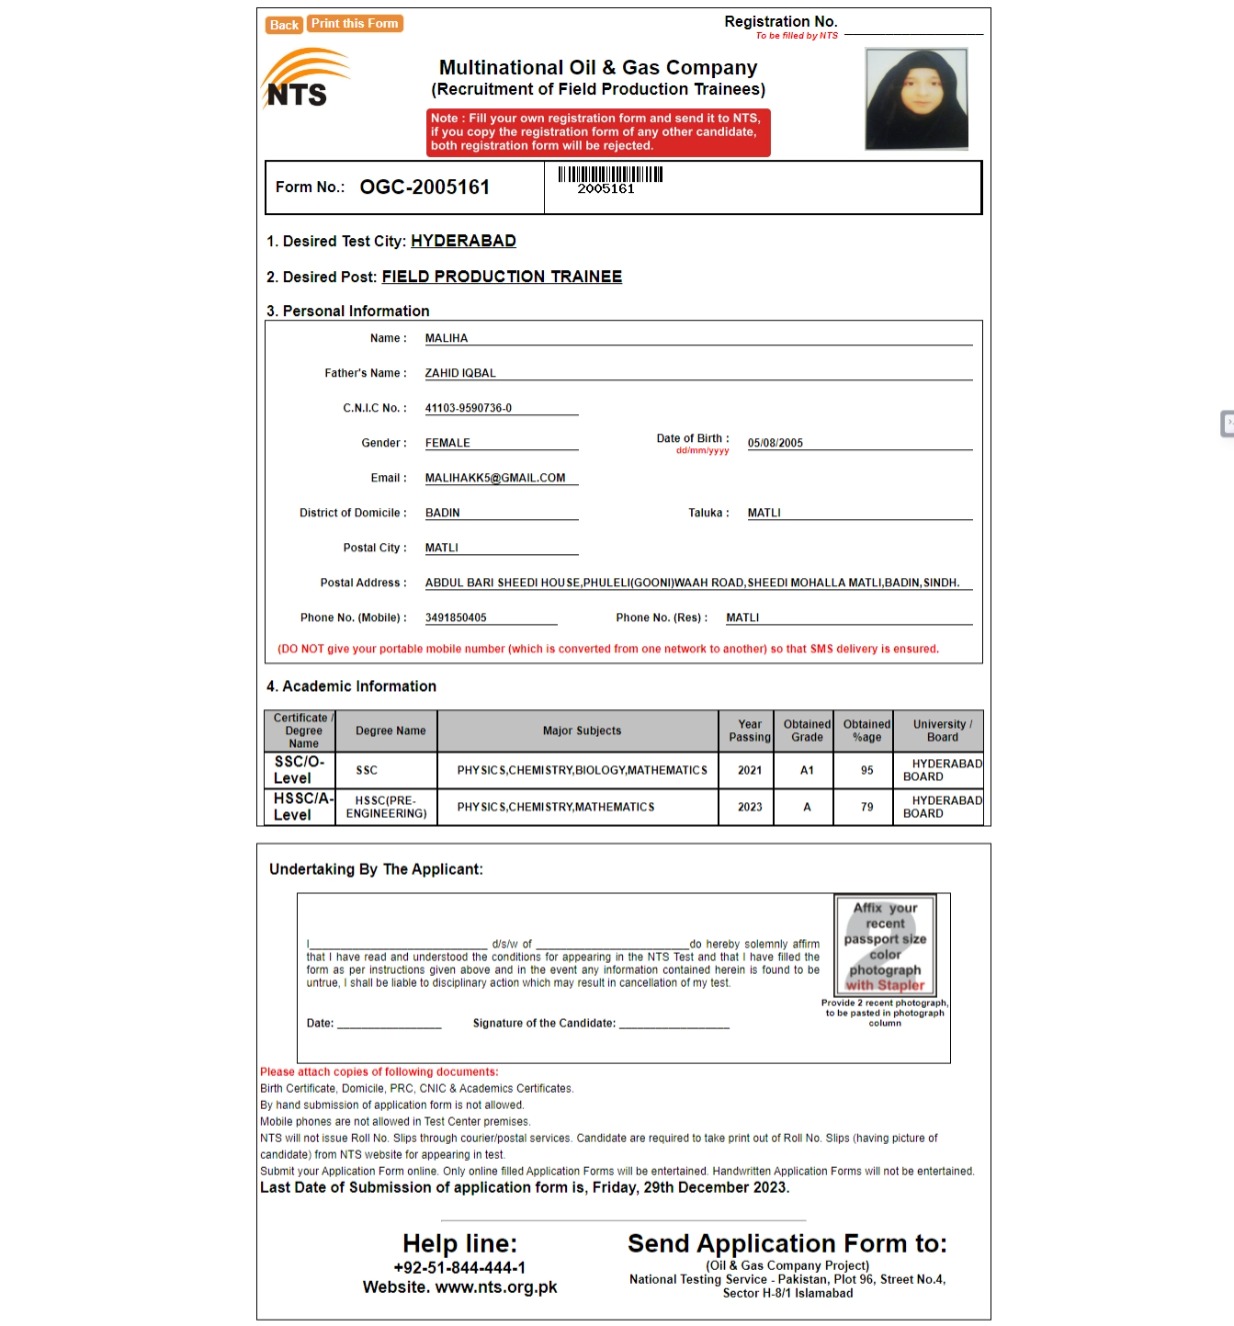 Back Print this Form
Registration No.
To be filled by NTS
NTS
Multinational Oil & Gas Company
(Recruitment of Field Production Trainees)
Note : Fill your own registration form and send it to NTS,
if you copy the registration form of any other candidate,
both registration form will be rejected.
Form No.: OGC-2005161
2005161
1. Desired Test City: HYDERABAD
2. Desired Post: FIELD PRODUCTION TRAINEE
3. Personal Information
Name : MALIHA
Father's Name : ZAHID IQBAL
C.N.I.C No. : 41103-9590736-0
Gender : FEMALE Date of Birth : 05/08/2005
dd/mm/yyyy
Email : MALIHAKK5@GMAIL.COM
District of Domicile : BADIN Taluka : MATLI
Postal City : MATLI
Postal Address : ABDUL BARI SHEEDI HOUSE,PHULELI(GOONI)WAAH ROAD,SHEEDI MOHALLA MATLI,BADIN,SINDH.
Phone No. (Mobile) : 3491850405 Phone No. (Res) : MATLI
(DO NOT give your portable mobile number (which is converted from one network to another) so that SMS delivery is ensured.
4. Academic Information
Certificate / Degree Name Degree Name Major Subjects Year Passing Obtained Grade Obtained %age University / Board
SSC/O-Level SSC PHYSICS,CHEMISTRY,BIOLOGY,MATHEMATICS 2021 A1 95 HYDERABAD BOARD
HSSC/A-Level HSSC(PRE-ENGINEERING) PHYSICS,CHEMISTRY,MATHEMATICS 2023 A 79 HYDERABAD BOARD
Undertaking By The Applicant:
I d/s/w of do hereby solemnly affirm
that I have read and understood the conditions for appearing in the NTS Test and that I have filled the
form as per instructions given above and in the event any information contained herein is found to be
untrue, I shall be liable to disciplinary action which may result in cancellation of my test.
Date: Signature of the Candidate:
2
Affix your
recent
passport size
color
photograph
with Stapler
Provide 2 recent photograph,
to be pasted in photograph
column
Please attach copies of following documents:
Birth Certificate, Domicile, PRC, CNIC & Academics Certificates.
By hand submission of application form is not allowed.
Mobile phones are not allowed in Test Center premises.
NTS will not issue Roll No. Slips through courier/postal services. Candidate are required to take print out of Roll No. Slips (having picture of
candidate) from NTS website for appearing in test.
Submit your Application Form online. Only online filled Application Forms will be entertained. Handwritten Application Forms will not be entertained.
Last Date of Submission of application form is, Friday, 29th December 2023.
Help line:
+92-51-844-444-1
Website. www.nts.org.pk
Send Application Form to:
(Oil & Gas Company Project)
National Testing Service - Pakistan, Plot 96, Street No.4,
Sector H-8/1 Islamabad